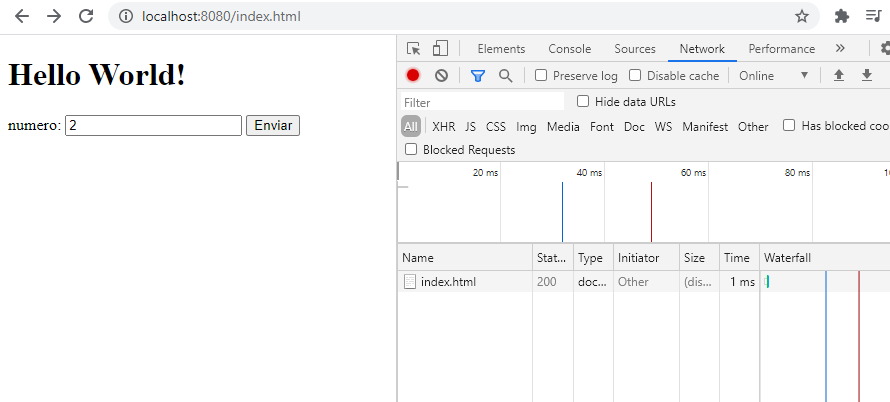 localhost:8080/index.html
Hello World!
numero: 2 Enviar
Elements Console Sources Network Performance »
Preserve log Disable cache Online ▼
Filter Hide data URLs
All XHR JS CSS Img Media Font Doc WS Manifest Other Has blocked coo
Blocked Requests
20 ms 40 ms 60 ms 80 ms 10
Name Stat... Type Initiator Size Time Waterfall
index.html 200 doc... Other (dis... 1 ms